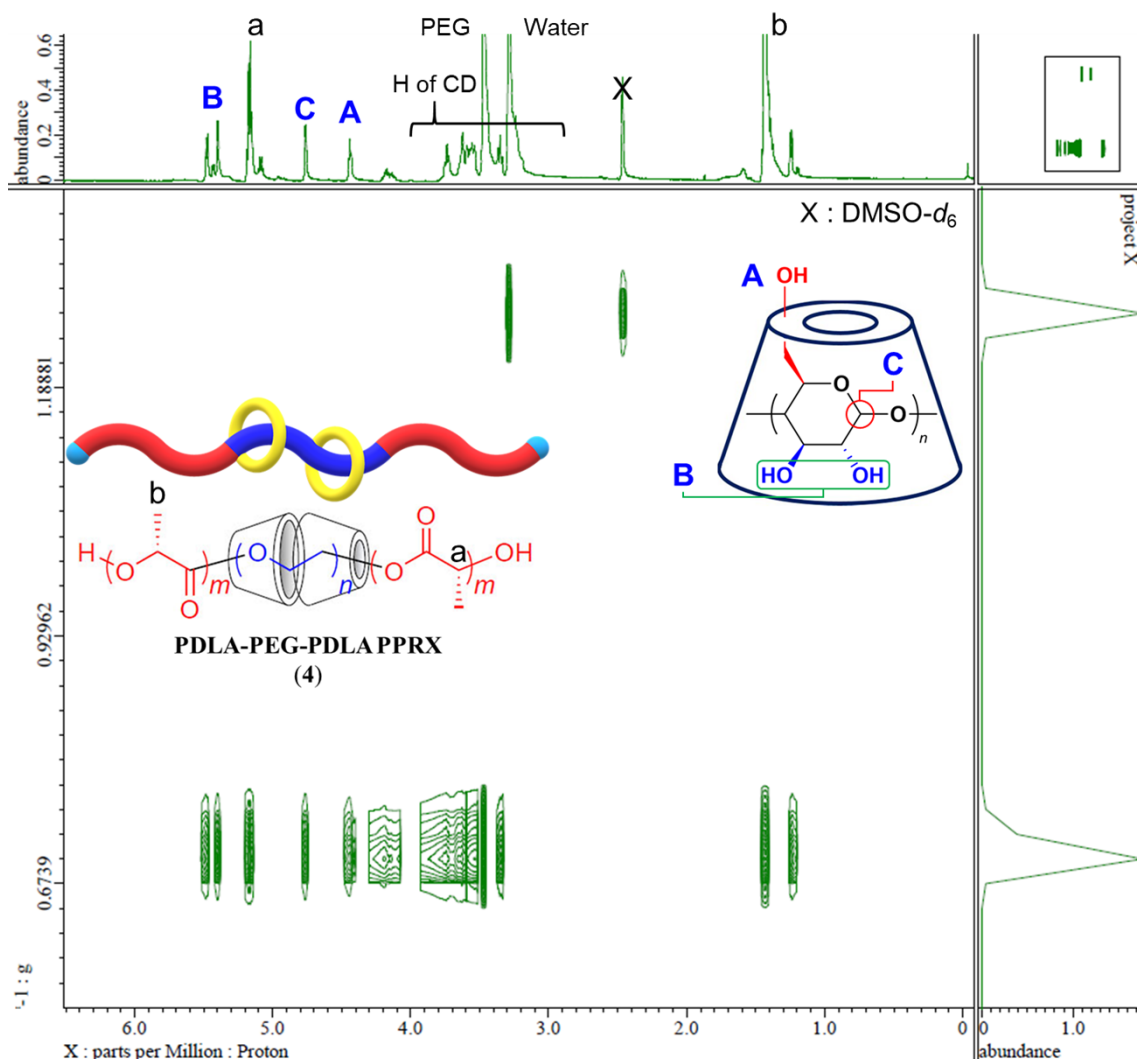 a
PEG
Water
b
0.6
0.4
0.2
0
abundance
B
C
A
H of CD
X
X : DMSO-d6
project X
A
OH
O
C
O
n
HO
OH
B
1.1881
b
H
O
O
m
O
n
O
O
a
OH
m
PDLA-PEG-PDLA PPRX
(4)
0.92962
0.6739
6.0
5.0
4.0
3.0
2.0
1.0
0
0
1.0
X : parts per Million : Proton
abundance